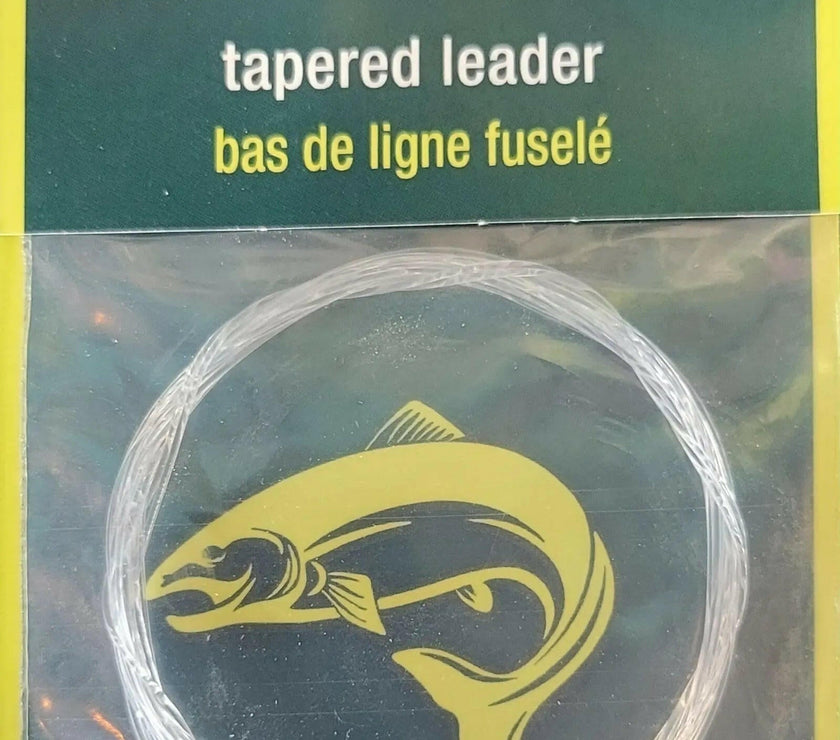 tapered leader
bas de ligne fuselé